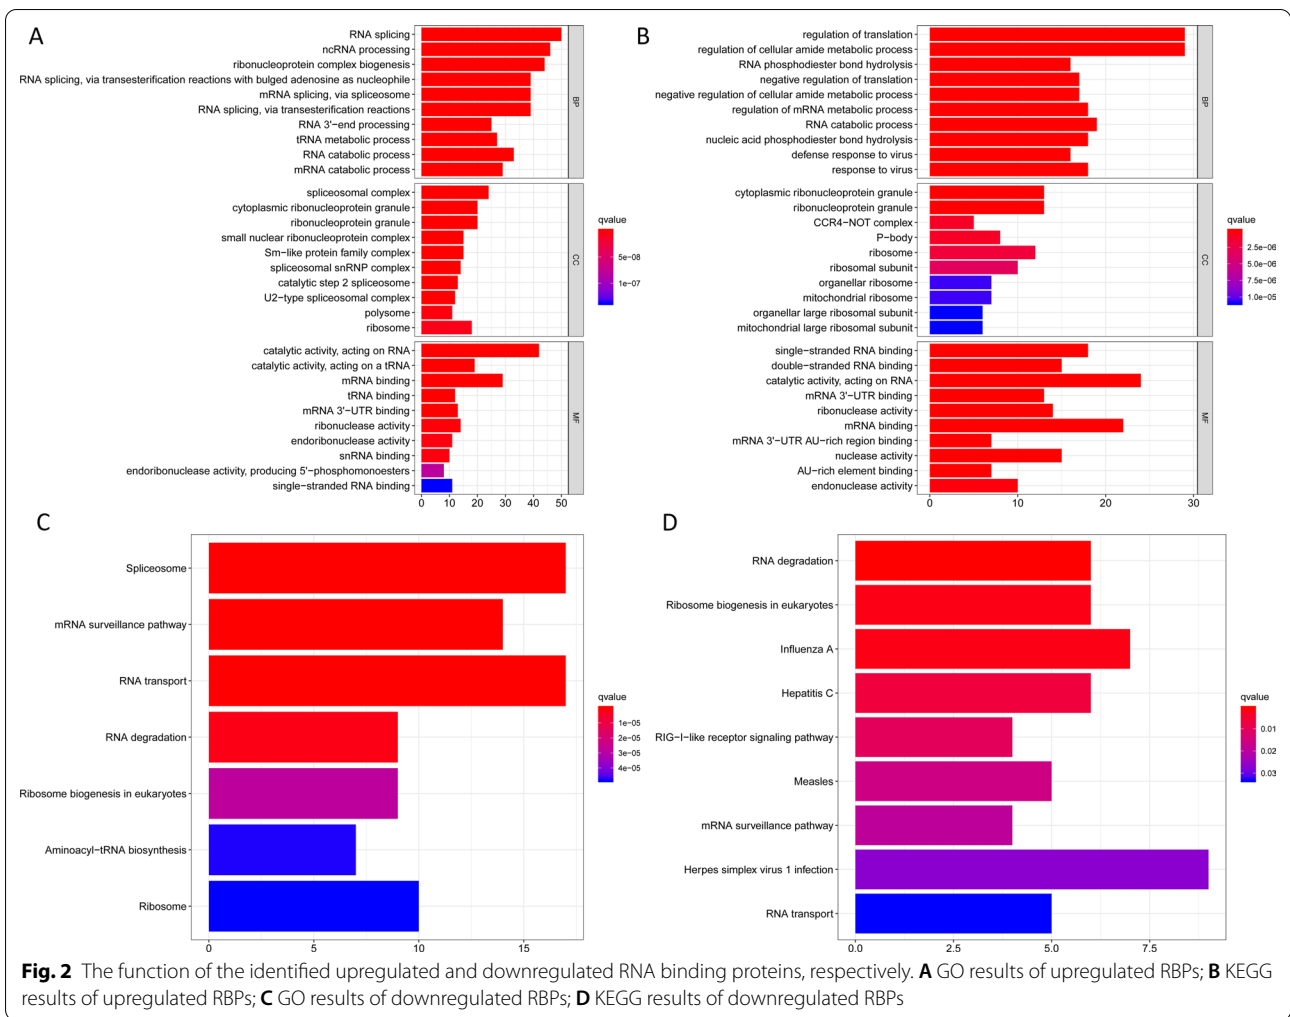 A
RNA splicing
ncRNA processing
ribonucleoprotein complex biogenesis
RNA splicing, via transesterification reactions with bulged adenosine as nucleophile
mRNA splicing, via spliceosome
RNA splicing, via transesterification reactions
RNA 3'−end processing
tRNA metabolic process
RNA catabolic process
mRNA catabolic process
BP
spliceosomal complex
cytoplasmic ribonucleoprotein granule
ribonucleoprotein granule
small nuclear ribonucleoprotein complex
Sm−like protein family complex
spliceosomal snRNP complex
catalytic step 2 spliceosome
U2−type spliceosomal complex
polysome
ribosome
CC
catalytic activity, acting on RNA
catalytic activity, acting on a tRNA
mRNA binding
tRNA binding
mRNA 3'−UTR binding
ribonuclease activity
endoribonuclease activity
snRNA binding
endoribonuclease activity, producing 5'−phosphomonoesters
single−stranded RNA binding
MF
0 10 20 30 40 50
qvalue
5e−08
1e−07
B
regulation of translation
regulation of cellular amide metabolic process
RNA phosphodiester bond hydrolysis
negative regulation of translation
negative regulation of cellular amide metabolic process
regulation of mRNA metabolic process
RNA catabolic process
nucleic acid phosphodiester bond hydrolysis
defense response to virus
response to virus
BP
cytoplasmic ribonucleoprotein granule
ribonucleoprotein granule
CCR4−NOT complex
P−body
ribosome
ribosomal subunit
organellar ribosome
mitochondrial ribosome
organellar large ribosomal subunit
mitochondrial large ribosomal subunit
CC
single−stranded RNA binding
double−stranded RNA binding
catalytic activity, acting on RNA
mRNA 3'−UTR binding
ribonuclease activity
mRNA binding
mRNA 3'−UTR AU−rich region binding
nuclease activity
AU−rich element binding
endonuclease activity
MF
0 10 20 30
qvalue
2.5e−06
5.0e−06
7.5e−06
1.0e−05
C
Spliceosome
mRNA surveillance pathway
RNA transport
RNA degradation
Ribosome biogenesis in eukaryotes
Aminoacyl−tRNA biosynthesis
Ribosome
0 5 10 15
qvalue
1e−05
2e−05
3e−05
4e−05
D
RNA degradation
Ribosome biogenesis in eukaryotes
Influenza A
Hepatitis C
RIG−I−like receptor signaling pathway
Measles
mRNA surveillance pathway
Herpes simplex virus 1 infection
RNA transport
0.0 2.5 5.0 7.5
qvalue
0.01
0.02
0.03
Fig. 2 The function of the identified upregulated and downregulated RNA binding proteins, respectively. A GO results of upregulated RBPs; B KEGG
results of upregulated RBPs; C GO results of downregulated RBPs; D KEGG results of downregulated RBPs